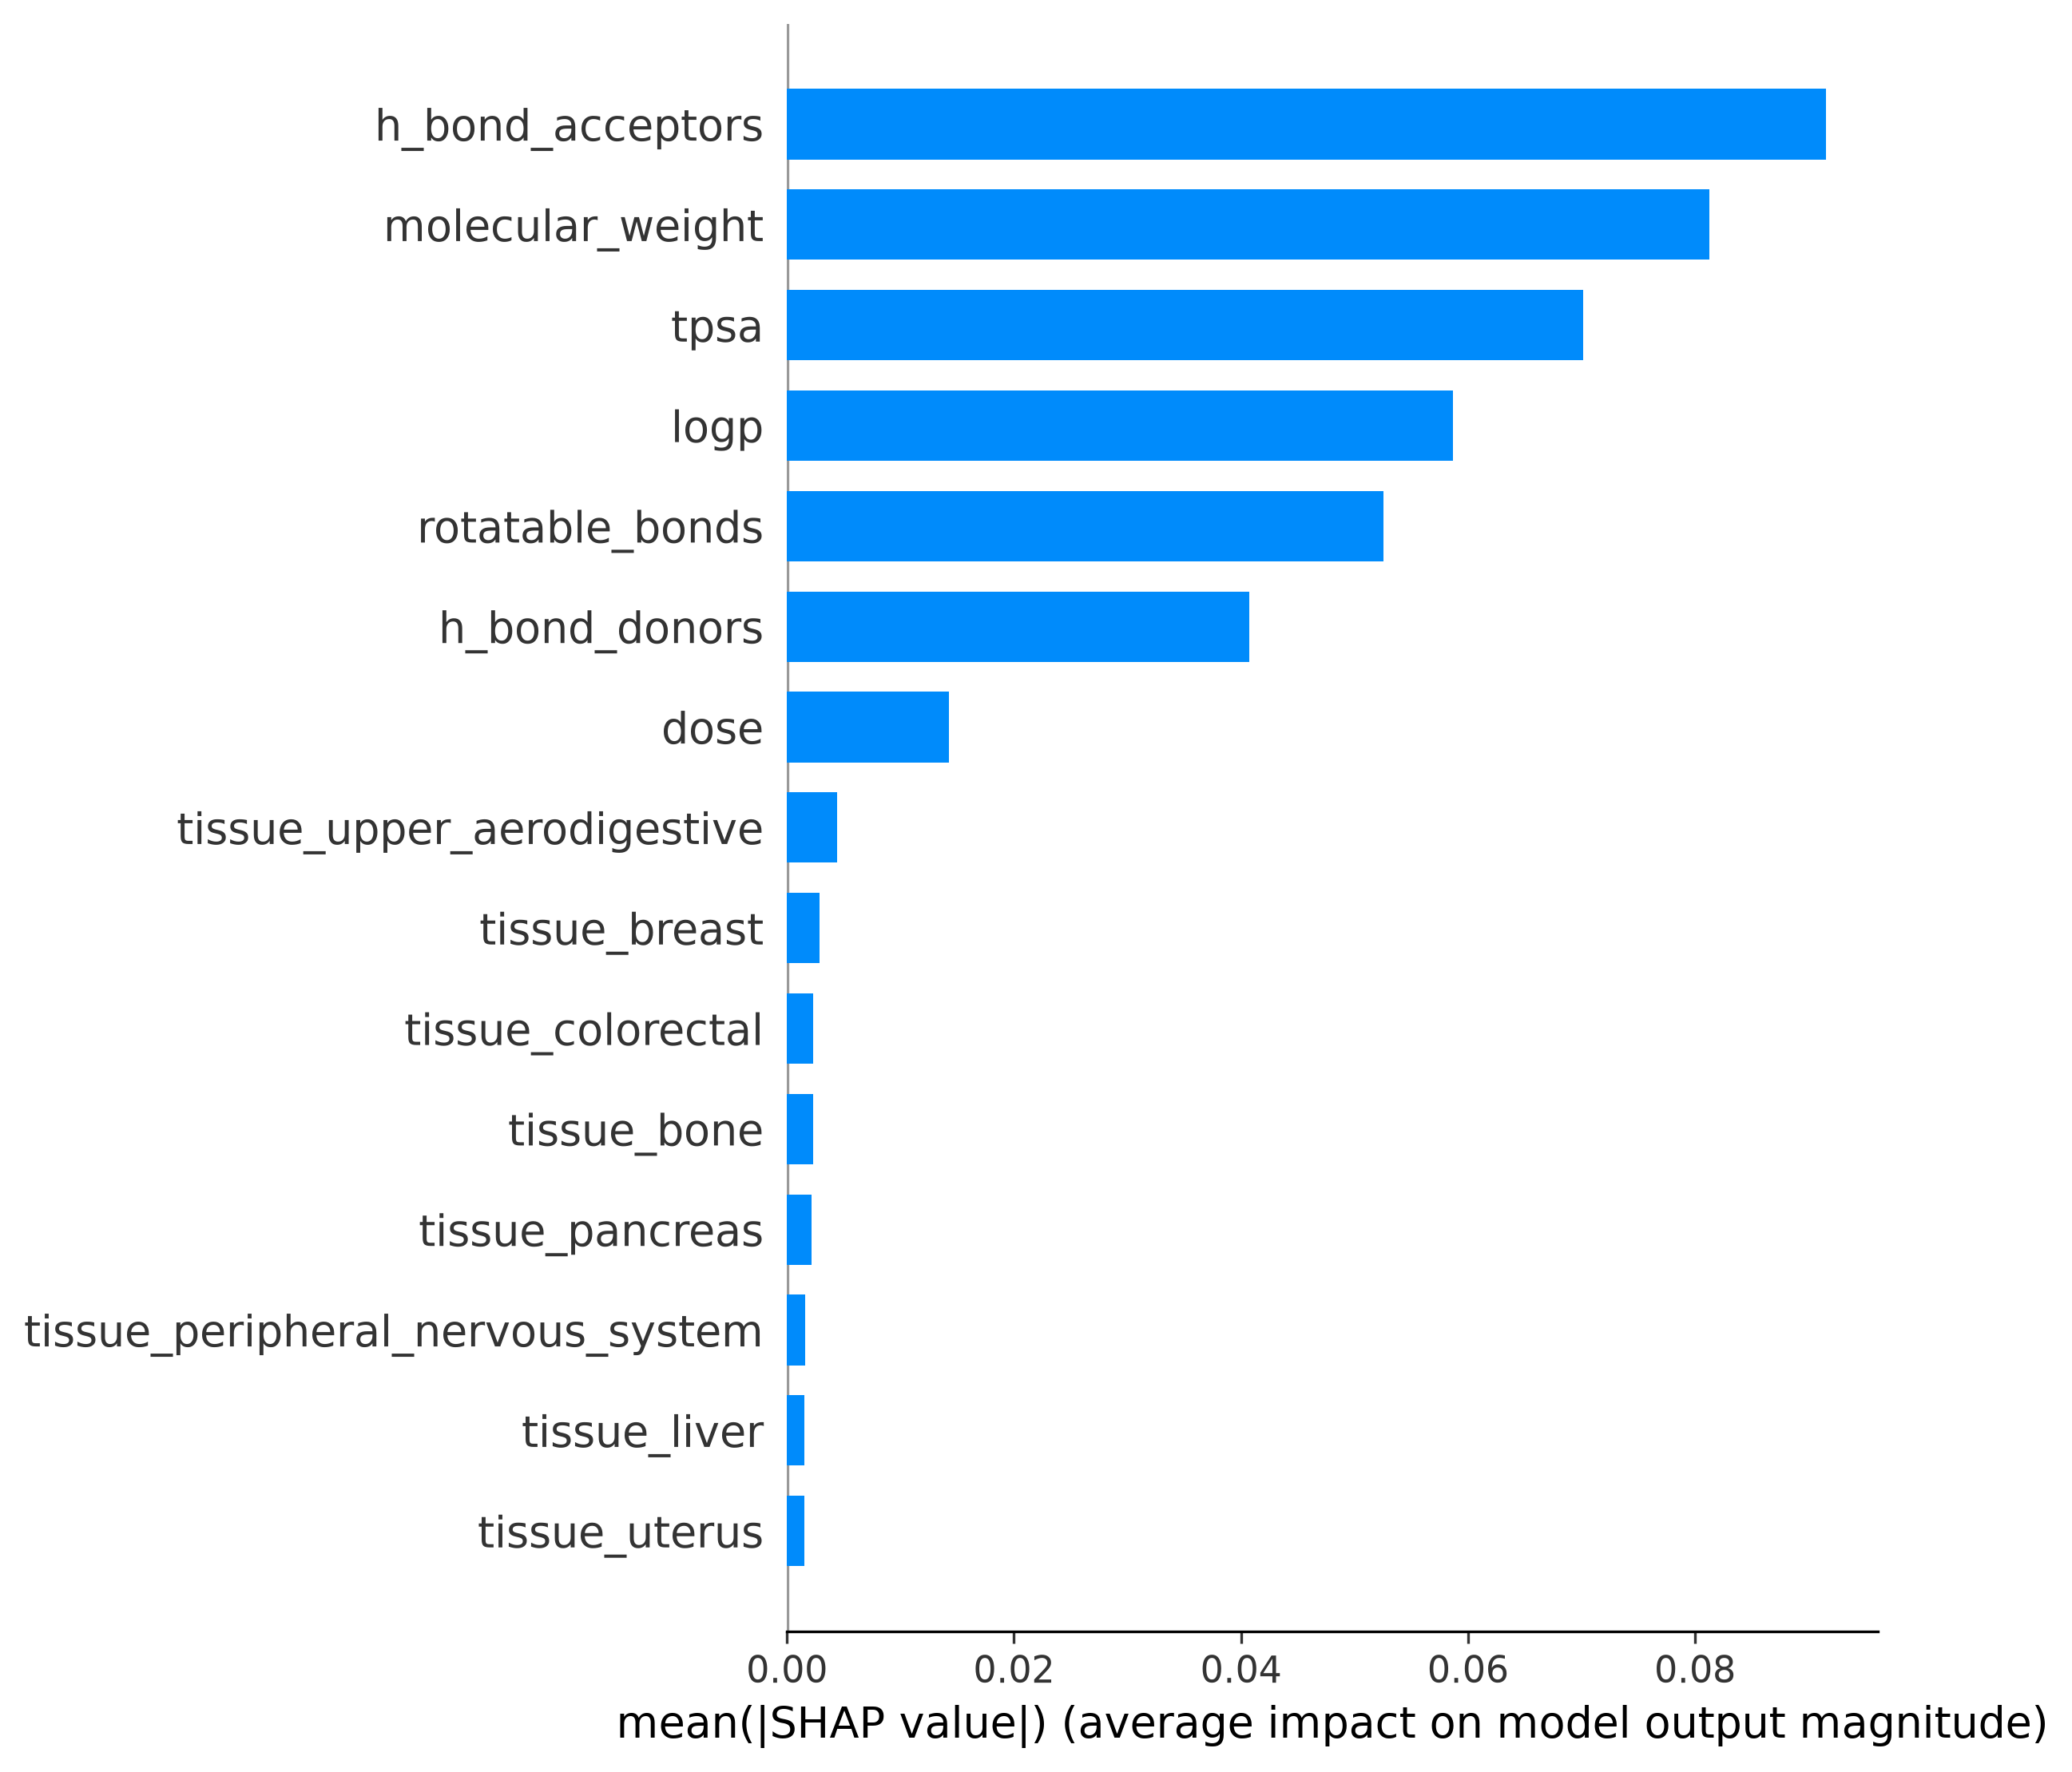 h_bond_acceptors
molecular_weight
tpsa
logp
rotatable_bonds
h_bond_donors
dose
tissue_upper_aerodigestive
tissue_breast
tissue_colorectal
tissue_bone
tissue_pancreas
tissue_peripheral_nervous_system
tissue_liver
tissue_uterus
0.00 0.02 0.04 0.06 0.08
mean(|SHAP value|) (average impact on model output magnitude)